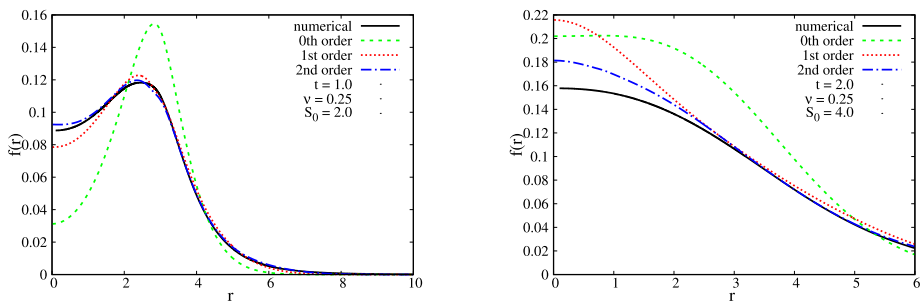 0.16
0.14
0.12
0.1
0.08
0.06
0.04
0.02
0
f(r)
0 2 4 6 8 10
r
numerical
0th order
1st order
2nd order
t = 1.0
ν = 0.25
S0 = 2.0
0.22
0.2
0.18
0.16
0.14
0.12
0.1
0.08
0.06
0.04
0.02
0
f(r)
0 1 2 3 4 5 6
r
numerical
0th order
1st order
2nd order
t = 2.0
ν = 0.25
S0 = 4.0